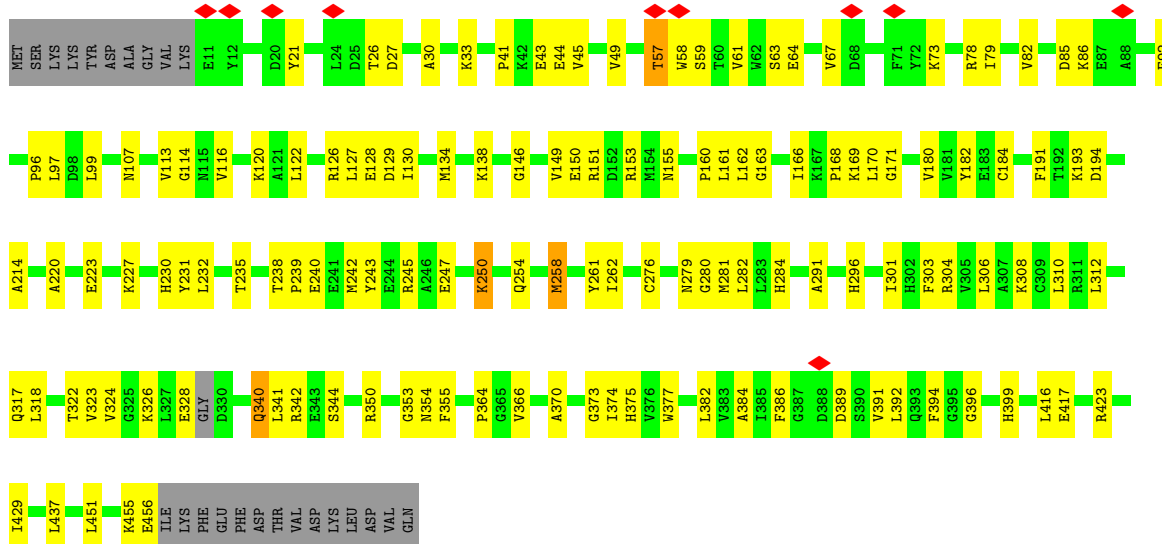 MET SER LYS LYS TYR ASP ALA GLY VAL LYS E11 Y12 D20 Y21 L24 D25 T26 D27 A30 K33 P41 K42 E43 E44 V45 V49 T57 W58 S59 T60 V61 W62 S63 E64 V67 D68 F71 Y72 K73 R78 I79 V82 D85 K86 E87 A88
P96 L97 D98 L99 N107 V113 G114 N115 V116 K120 A121 L122 R126 L127 E128 D129 I130 M134 K138 G146 V149 E150 R151 D152 R153 M154 N155 P160 L161 L162 G163 I166 K167 P168 K169 L170 G171 V180 V181 Y182 E183 C184 F191 T192 K193 D194
A214 A220 E223 K227 H230 Y231 L232 T235 T238 P239 E240 E241 M242 Y243 E244 R245 A246 E247 K250 Q254 M258 Y261 I262 C276 N279 G280 M281 L282 L283 H284 A291 H296 I301 H302 F303 R304 V305 L306 A307 K308 C309 L310 R311 L312
Q317 L318 T322 V323 V324 G325 K326 L327 E328 GLY D330 Q340 L341 R342 E343 S344 R350 G353 N354 F355 P364 G365 V366 A370 G373 L374 H375 V376 W377 L382 V383 A384 I385 F386 G387 D388 D389 S390 V391 L392 Q393 F394 G395 G396 H399 L416 E417 R423
I429 L437 L451 K455 E456 ILE LYS PHE GLU PHE ASP THR VAL ASP LYS LEU ASP VAL GLN